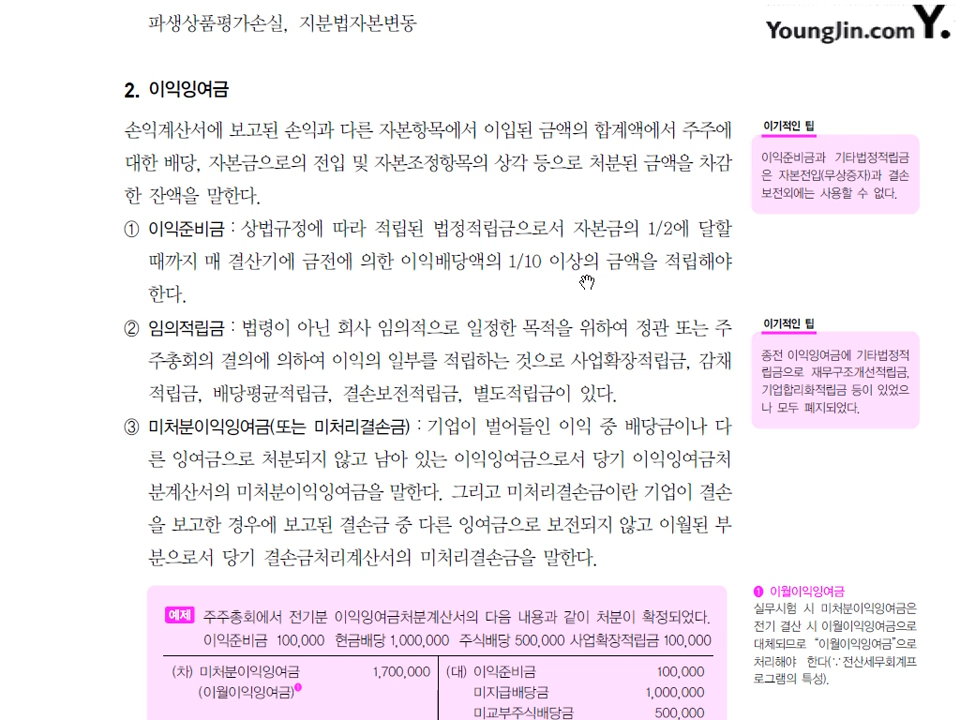 파생상품평가손실, 지분법자본변동
YoungJin.com Y.
2. 이익잉여금
손익계산서에 보고된 손익과 다른 자본항목에서 이입된 금액의 합계액에서 주주에
대한 배당, 자본금으로의 전입 및 자본조정항목의 상각 등으로 처분된 금액을 차감
한 잔액을 말한다.
① 이익준비금 : 상법규정에 따라 적립된 법정적립금으로서 자본금의 1/2에 달할
때까지 매 결산기에 금전에 의한 이익배당액의 1/10 이상의 금액을 적립해야
한다.
② 임의적립금 : 법령이 아닌 회사 임의적으로 일정한 목적을 위하여 정관 또는 주
주총회의 결의에 의하여 이익의 일부를 적립하는 것으로 사업확장적립금, 감채
적립금, 배당평균적립금, 결손보전적립금, 별도적립금이 있다.
③ 미처분이익잉여금(또는 미처리결손금) : 기업이 벌어들인 이익 중 배당금이나 다
른 잉여금으로 처분되지 않고 남아 있는 이익잉여금으로서 당기 이익잉여금처
분계산서의 미처분이익잉여금을 말한다. 그리고 미처리결손금이란 기업이 결손
을 보고한 경우에 보고된 결손금 중 다른 잉여금으로 보전되지 않고 이월된 부
분으로서 당기 결손금처리계산서의 미처리결손금을 말한다.
이기적인 팁
이익준비금과 기타법정적립금
은 자본전입(무상증자)과 결손
보전외에는 사용할 수 없다.
이기적인 팁
종전 이익잉여금에 기타법정적
립금으로 재무구조개선적립금,
기업합리화적립금 등이 있었으
나 모두 폐지되었다.
예제 주주총회에서 전기분 이익잉여금처분계산서의 다음 내용과 같이 처분이 확정되었다.
이익준비금 100,000 현금배당 1,000,000 주식배당 500,000 사업확장적립금 100,000
(차) 미처분이익잉여금 1,700,000 (대) 이익준비금 100,000
(이월이익잉여금)❶ 미지급배당금 1,000,000
미교부주식배당금 500,000
❶ 이월이익잉여금
실무시험 시 미처분이익잉여금은
전기 결산 시 이월이익잉여금으로
대체되므로 “이월이익잉여금”으로
처리해야 한다(∵전산세무회계프
로그램의 특성).